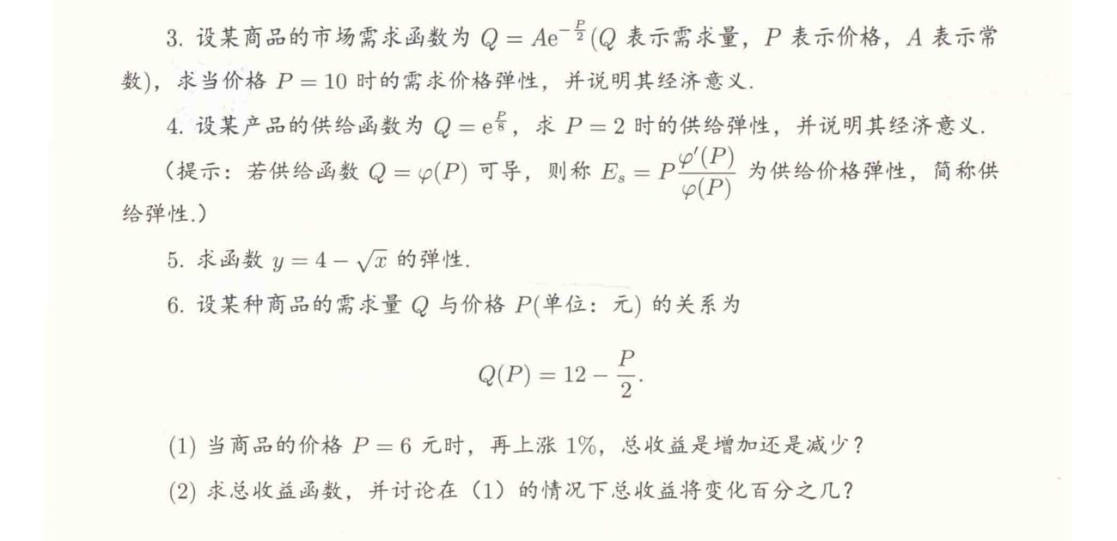 3. 设某商品的市场需求函数为 Q = Ae^{-\frac{P}{2}}(Q 表示需求量，P 表示价格，A 表示常
数)，求当价格 P = 10 时的需求价格弹性，并说明其经济意义.
4. 设某产品的供给函数为 Q = e^{\frac{P}{8}}，求 P = 2 时的供给弹性，并说明其经济意义.
(提示：若供给函数 Q = φ(P) 可导，则称 E_s = P\frac{φ'(P)}{φ(P)} 为供给价格弹性，简称供
给弹性.)
5. 求函数 y = 4 − √x 的弹性.
6. 设某种商品的需求量 Q 与价格 P(单位：元) 的关系为
Q(P) = 12 − \frac{P}{2}.
(1) 当商品的价格 P = 6 元时，再上涨 1%，总收益是增加还是减少？
(2) 求总收益函数，并讨论在（1）的情况下总收益将变化百分之几？